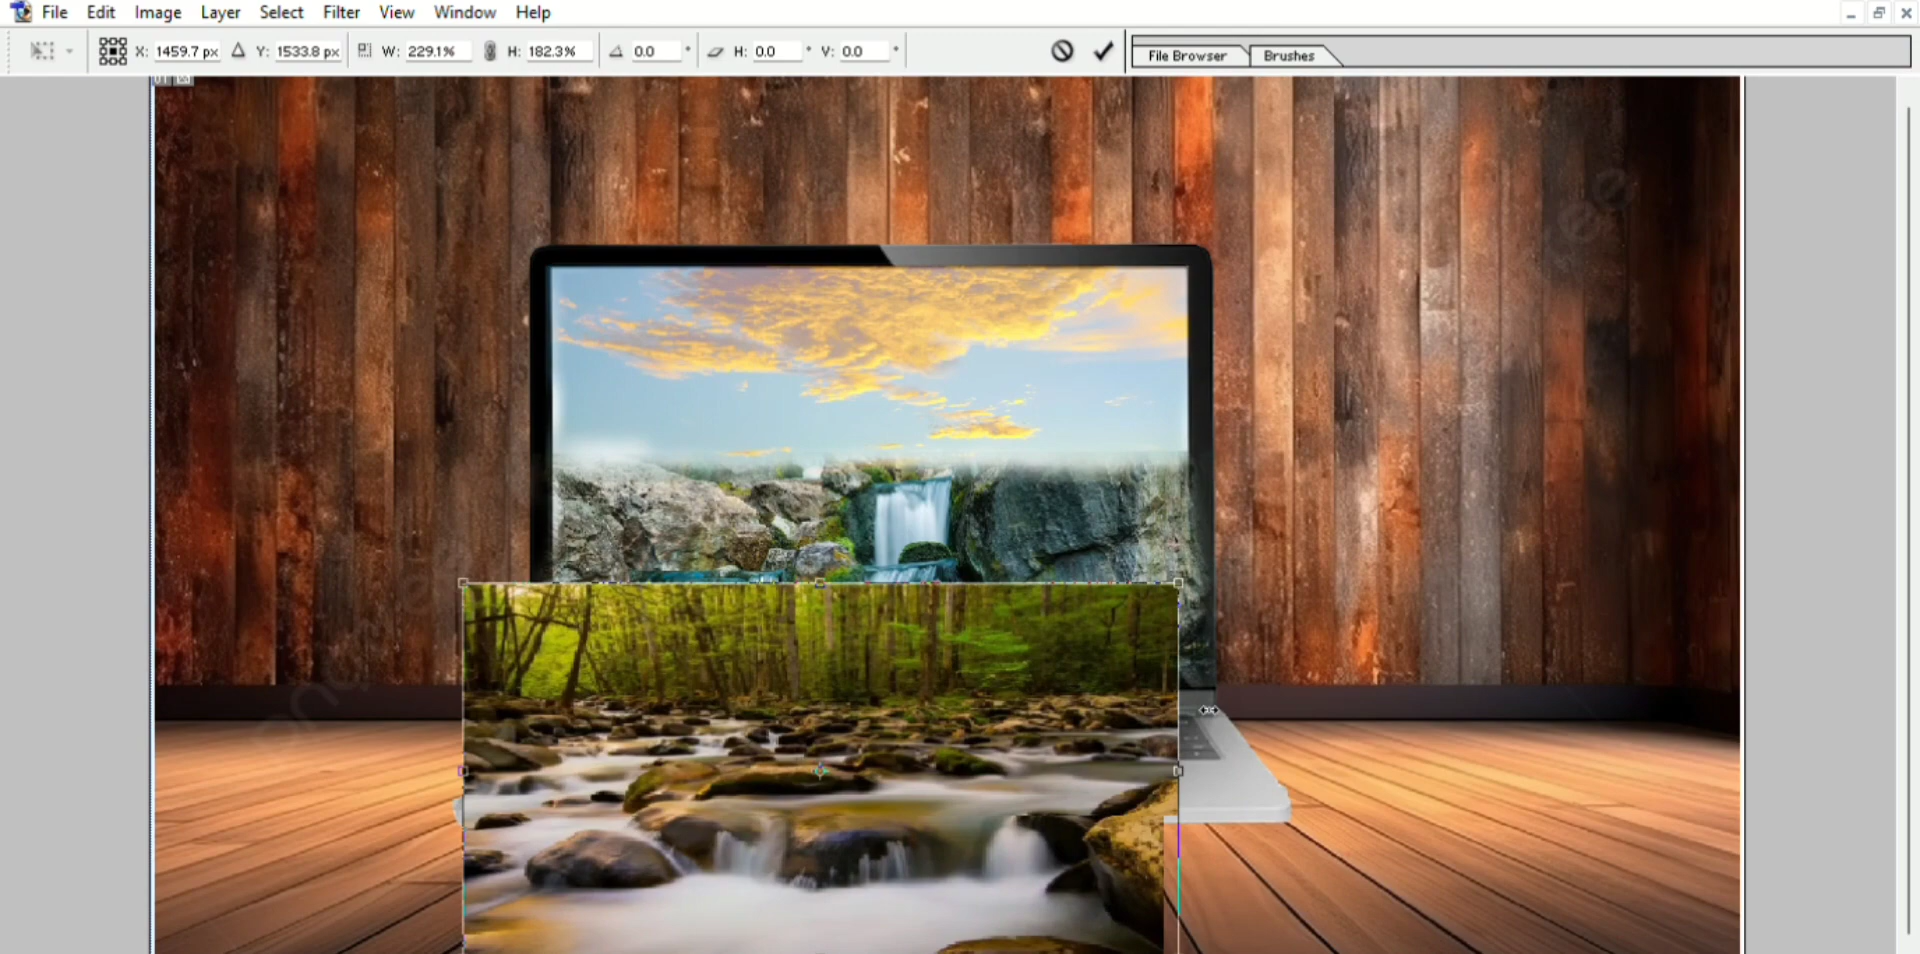 File Edit Image Layer Select Filter View Window Help
X: 1459.7 px Y: 1533.8 px W: 229.1% H: 182.3% 0.0 ° H: 0.0 ° V: 0.0 °
File Browser Brushes